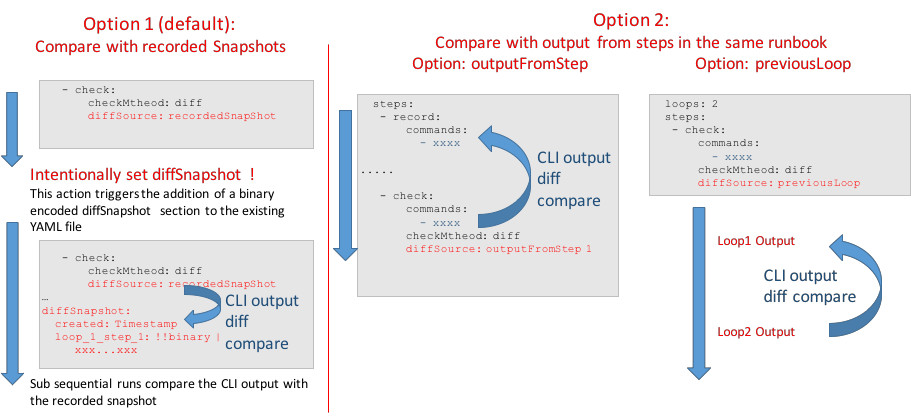 Option 1 (default):
Compare with recorded Snapshots
- check:
checkMtheod: diff
diffSource: recordedSnapShot
Intentionally set diffSnapshot !
This action triggers the addition of a binary
encoded diffSnapshot section to the existing
YAML file
- check:
checkMtheod: diff
diffSource: recordedSnapShot
…
diffSnapshot:
created: Timestamp
loop_1_step_1: !!binary |
xxx...xxx
CLI output
diff
compare
Sub sequential runs compare the CLI output with
the recorded snapshot
Option 2:
Compare with output from steps in the same runbook
Option: outputFromStep
steps:
- record:
commands:
- xxxx
.....
- check:
commands:
- xxxx
checkMtheod: diff
diffSource: outputFromStep 1
CLI output
diff
compare
Option: previousLoop
loops: 2
steps:
- check:
commands:
- xxxx
checkMtheod: diff
diffSource: previousLoop
Loop1 Output
CLI output
diff compare
Loop2 Output